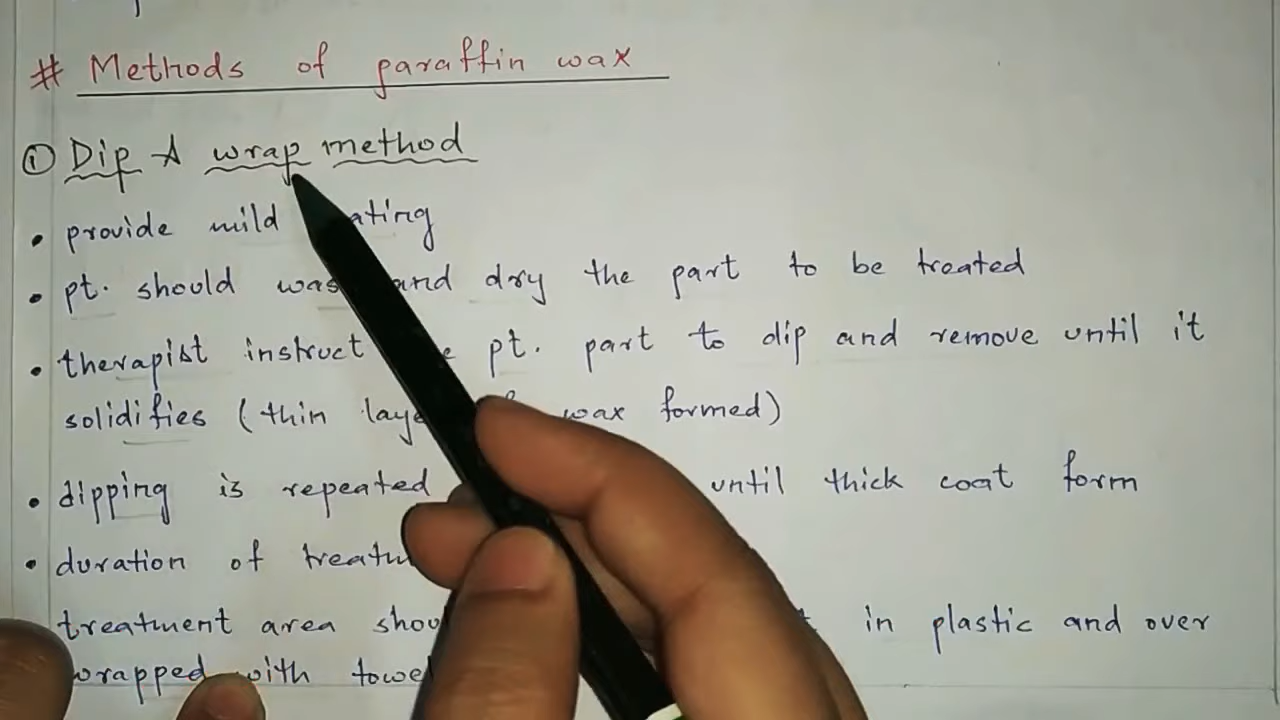 # Methods of paraffin wax
① Dip & wrap method
• provide mild
• pt. should and dry the part to be treated
• therapist instruct pt. part to dip and remove until it
solidifies (thin wax formed)
• dipping is repeated until thick coat form
• duration of
treatment area in plastic and over
wrapped with